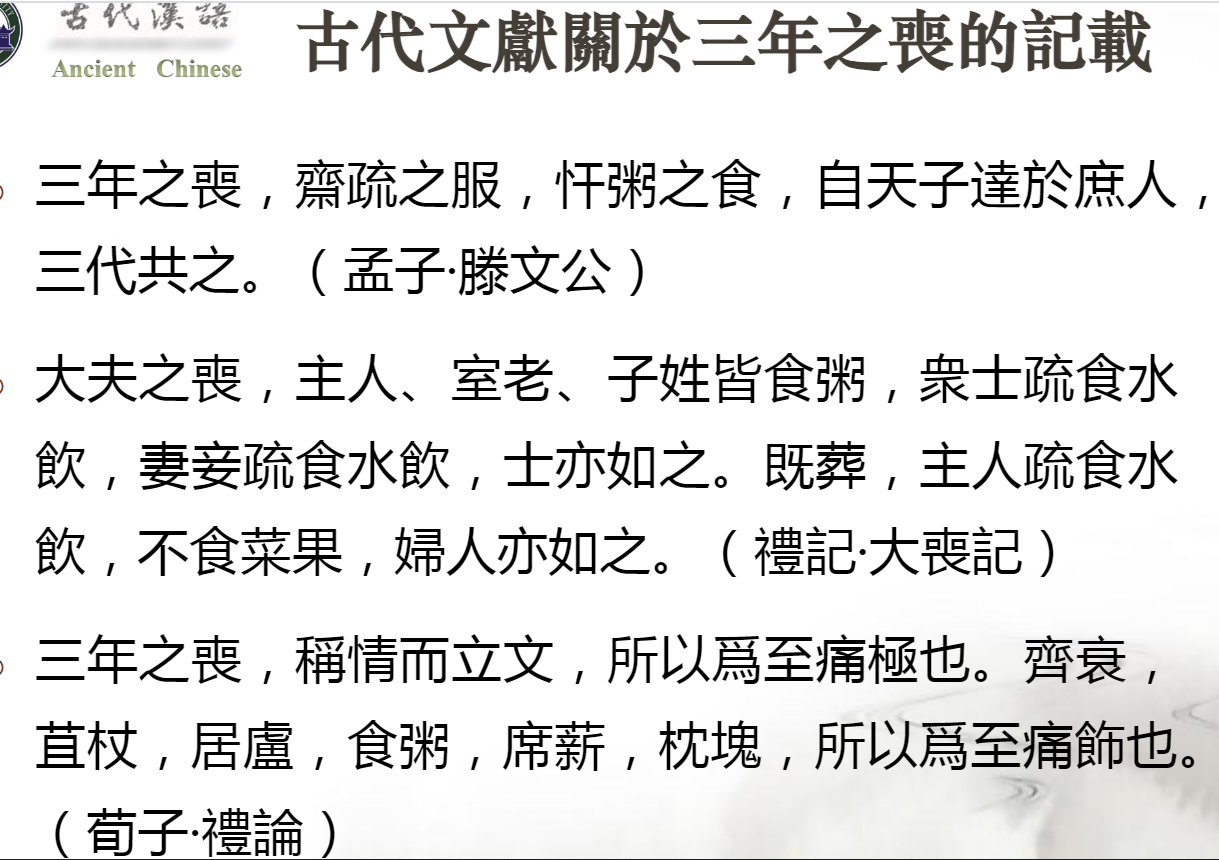 古代漢語
Ancient Chinese
古代文獻關於三年之喪的記載
三年之喪，齋疏之服，飦粥之食，自天子達於庶人，
三代共之。（孟子·滕文公）
大夫之喪，主人、室老、子姓皆食粥，衆士疏食水
飲，妻妾疏食水飲，士亦如之。既葬，主人疏食水
飲，不食菜果，婦人亦如之。（禮記·大喪記）
三年之喪，稱情而立文，所以爲至痛極也。齊衰，
苴杖，居盧，食粥，席薪，枕塊，所以爲至痛飾也。
（荀子·禮論）